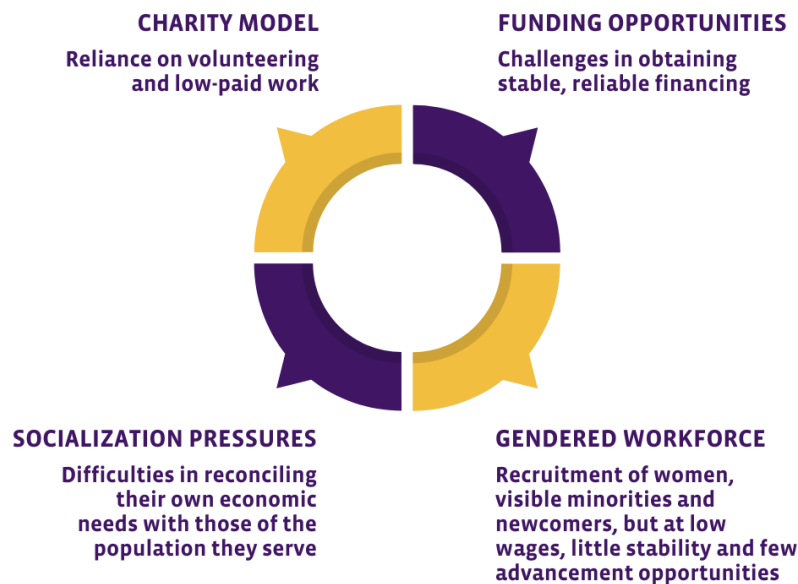 CHARITY MODEL
Reliance on volunteering
and low-paid work
FUNDING OPPORTUNITIES
Challenges in obtaining
stable, reliable financing
SOCIALIZATION PRESSURES
Difficulties in reconciling
their own economic
needs with those of the
population they serve
GENDERED WORKFORCE
Recruitment of women,
visible minorities and
newcomers, but at low
wages, little stability and few
advancement opportunities